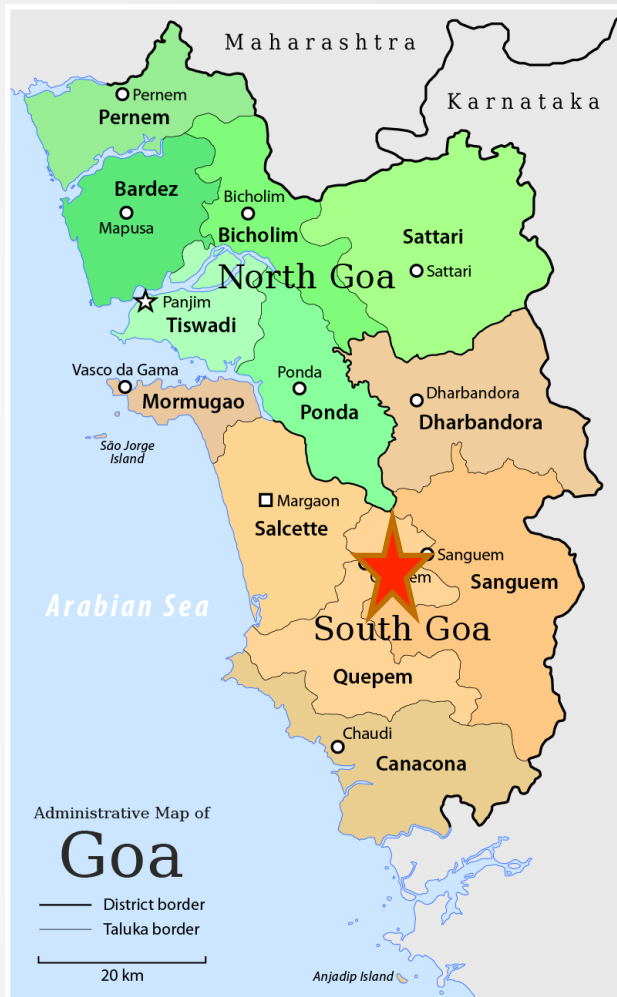 Maharashtra
Karnataka
Pernem
Pernem
Bardez
Mapusa
Bicholim
Bicholim
Sattari
Sattari
North Goa
Panjim
Tiswadi
Vasco da Gama
Mormugao
São Jorge
Island
Ponda
Ponda
Dharbandora
Dharbandora
Margaon
Salcette
Sanguem
Sanguem
Arabian Sea
South Goa
Quepem
Chaudi
Canacona
Administrative Map of
Goa
District border
Taluka border
20 km
Anjadip Island